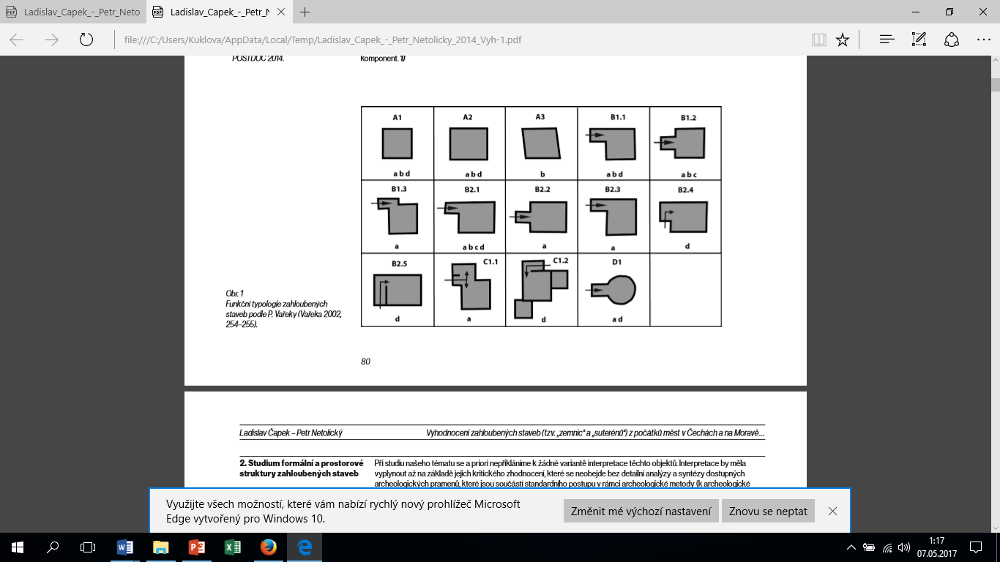 Ladislav_Capek_-_Petr_Neto
Ladislav_Capek_-_Petr_N
file:///C:/Users/Kuklova/AppData/Local/Temp/Ladislav_Capek_-_Petr_Netolicky_2014_Vyh-1.pdf
POSTDOC 2014.
komponent. 1)
A1 A2 A3 B1.1 B1.2
a b d a b d b a b d a b c
B1.3 B2.1 B2.2 B2.3 B2.4
a a b c d a a d
B2.5 C1.1 C1.2 D1
d a d a d
Obr. 1
Funkční typologie zahloubených
staveb podle P. Vařeky (Vařeka 2002,
254–255).
80
Ladislav Čapek – Petr Netolický Vyhodnocení zahloubených staveb (tzv. „zemnic“ a „suterénů“) z počátků měst v Čechách a na Moravě...
2. Studium formální a prostorové
struktury zahloubených staveb
Při studiu našeho tématu se a priori nepřikláníme k žádné variantě interpretace těchto objektů. Interpretace by měla
vyplynout až na základě jejich kritického zhodnocení, které se neobejde bez detailní analýzy a syntézy dostupných
archeologických pramenů, které jsou součástí standardního postupu v rámci archeologické metody (k archeologické
Využijte všech možností, které vám nabízí rychlý nový prohlížeč Microsoft
Edge vytvořený pro Windows 10.
Změnit mé výchozí nastavení
Znovu se neptat
1:17
07.05.2017